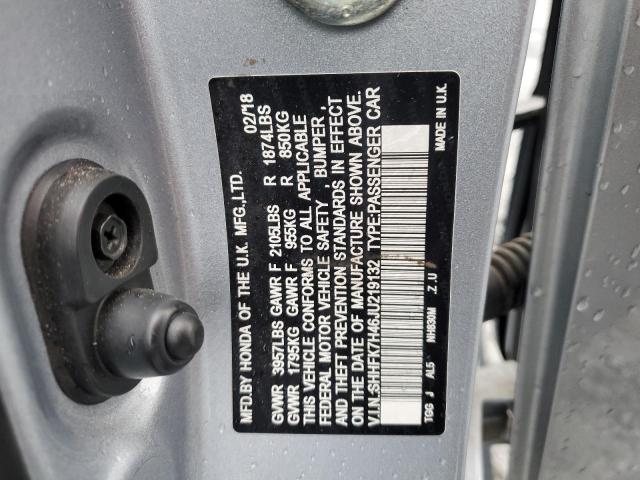 MFD.BY HONDA OF THE U.K. MFG.,LTD. 02/'18
GVWR 3957LBS GAWR F 2105LBS R 1874LBS
GVWR 1795KG GAWR F 955KG R 850KG
THIS VEHICLE CONFORMS TO ALL APPLICABLE
FEDERAL MOTOR VEHICLE SAFETY , BUMPER ,
AND THEFT PREVENTION STANDARDS IN EFFECT
ON THE DATE OF MANUFACTURE SHOWN ABOVE.
V.I.N.:SHHFK7H46JU219132 TYPE:PASSENGER CAR
TGG J AL5 NH830M .Z.U MADE IN U.K.